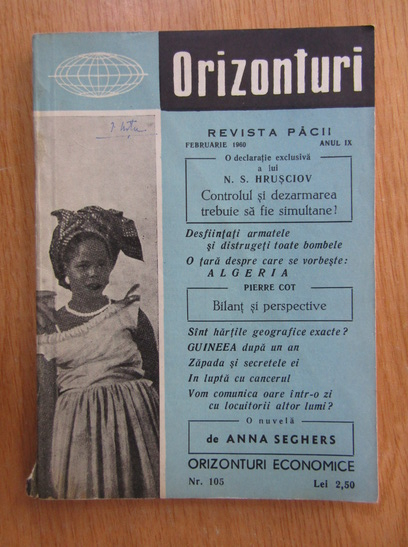 Orizonturi
REVISTA PĂCII
FEBRUARIE 1960 ANUL IX
O declarație exclusivă
a lui
N. S. HRUȘCIOV
Controlul și dezarmarea
trebuie să fie simultane!
Desființați armatele
și distrugeți toate bombele
O țară despre care se vorbește:
ALGERIA
PIERRE COT
Bilanț și perspective
Sînt hărțile geografice exacte?
GUINEEA după un an
Zăpada și secretele ei
In luptă cu cancerul
Vom comunica oare într-o zi
cu locuitorii altor lumi?
O nuvelă
de ANNA SEGHERS
ORIZONTURI ECONOMICE
Nr. 105 Lei 2,50